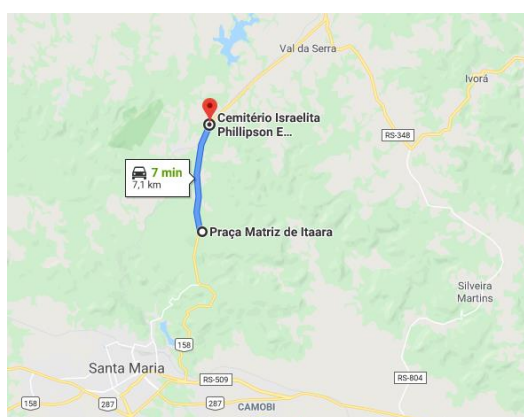 Val da Serra
Ivorá
Cemitério Israelita
Phillipson E...
RS-348
7 min
7,1 km
Praça Matriz de Itaara
Silveira
Martins
158
Santa Maria
RS-509
RS-804
158
287
287
CAMOBI